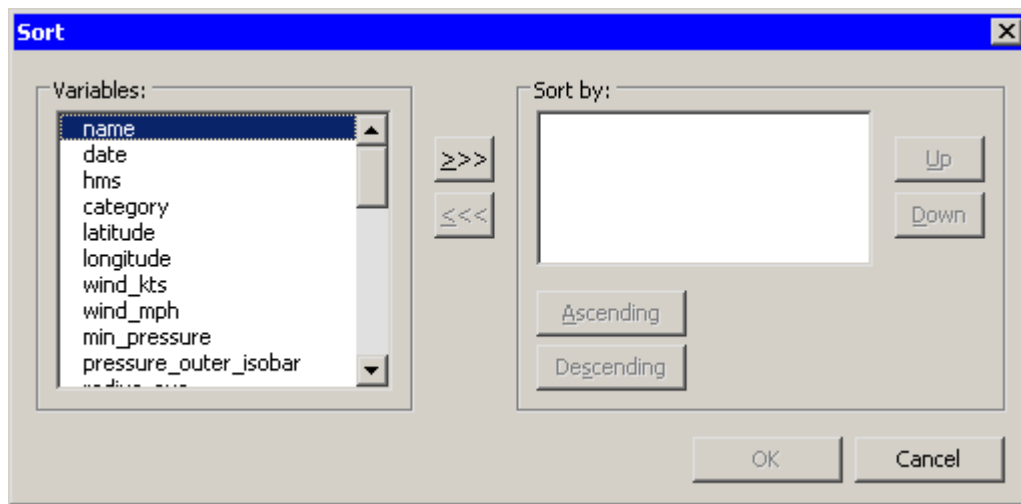 Sort
Variables:
name
date
hms
category
latitude
longitude
wind_kts
wind_mph
min_pressure
pressure_outer_isobar
>>>
<<<
Sort by:
Up
Down
Ascending
Descending
OK
Cancel